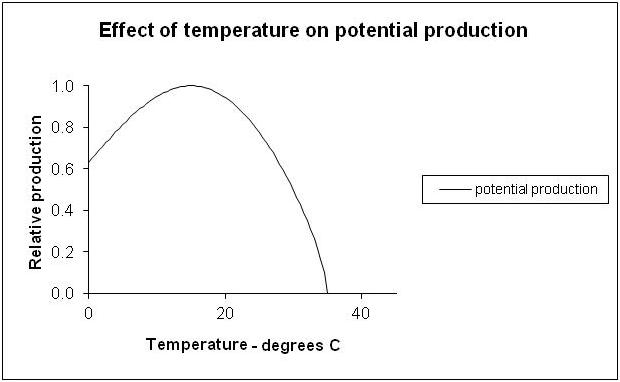 Effect of temperature on potential production
Relative production
1.0
0.8
0.6
0.4
0.2
0.0
0 20 40
Temperature - degrees C
potential production